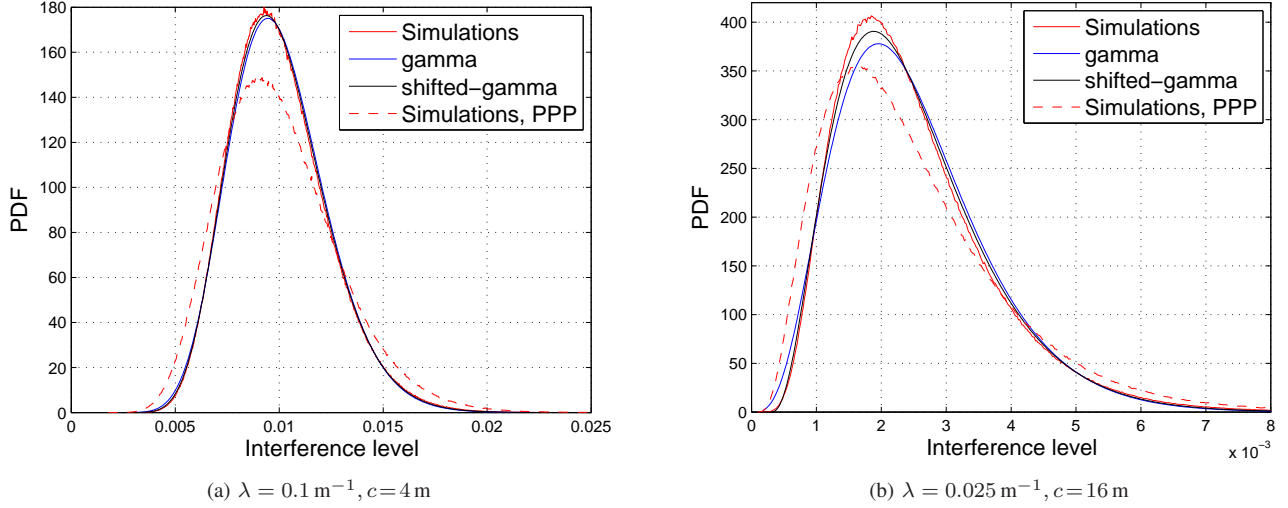 180
160
140
120
100
80
60
40
20
0
PDF
0
0.005
0.01
0.015
0.02
0.025
Interference level
Simulations
gamma
shifted−gamma
Simulations, PPP
(a) λ = 0.1 m⁻¹, c = 4 m
400
350
300
250
200
150
100
50
0
PDF
0
1
2
3
4
5
6
7
8
x 10⁻³
Interference level
Simulations
gamma
shifted−gamma
Simulations, PPP
(b) λ = 0.025 m⁻¹, c = 16 m